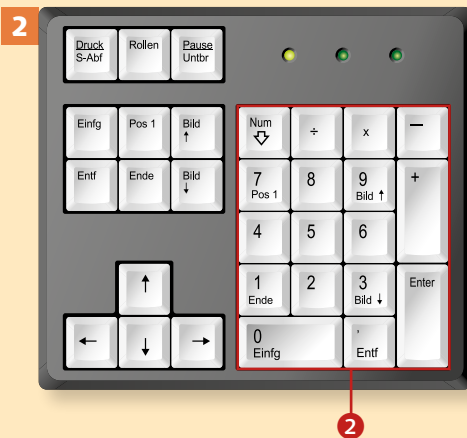 2
Druck Rollen Pause
S-Abf Untbr
Einfg Pos 1 Bild
↑
Entf Ende Bild
↓
Num ÷ x —
7 8 9 +
Pos 1 Bild ↑
4 5 6
1 2 3 Enter
Ende Bild ↓
0 ,
Einfg Entf
↑
← ↓ →
2